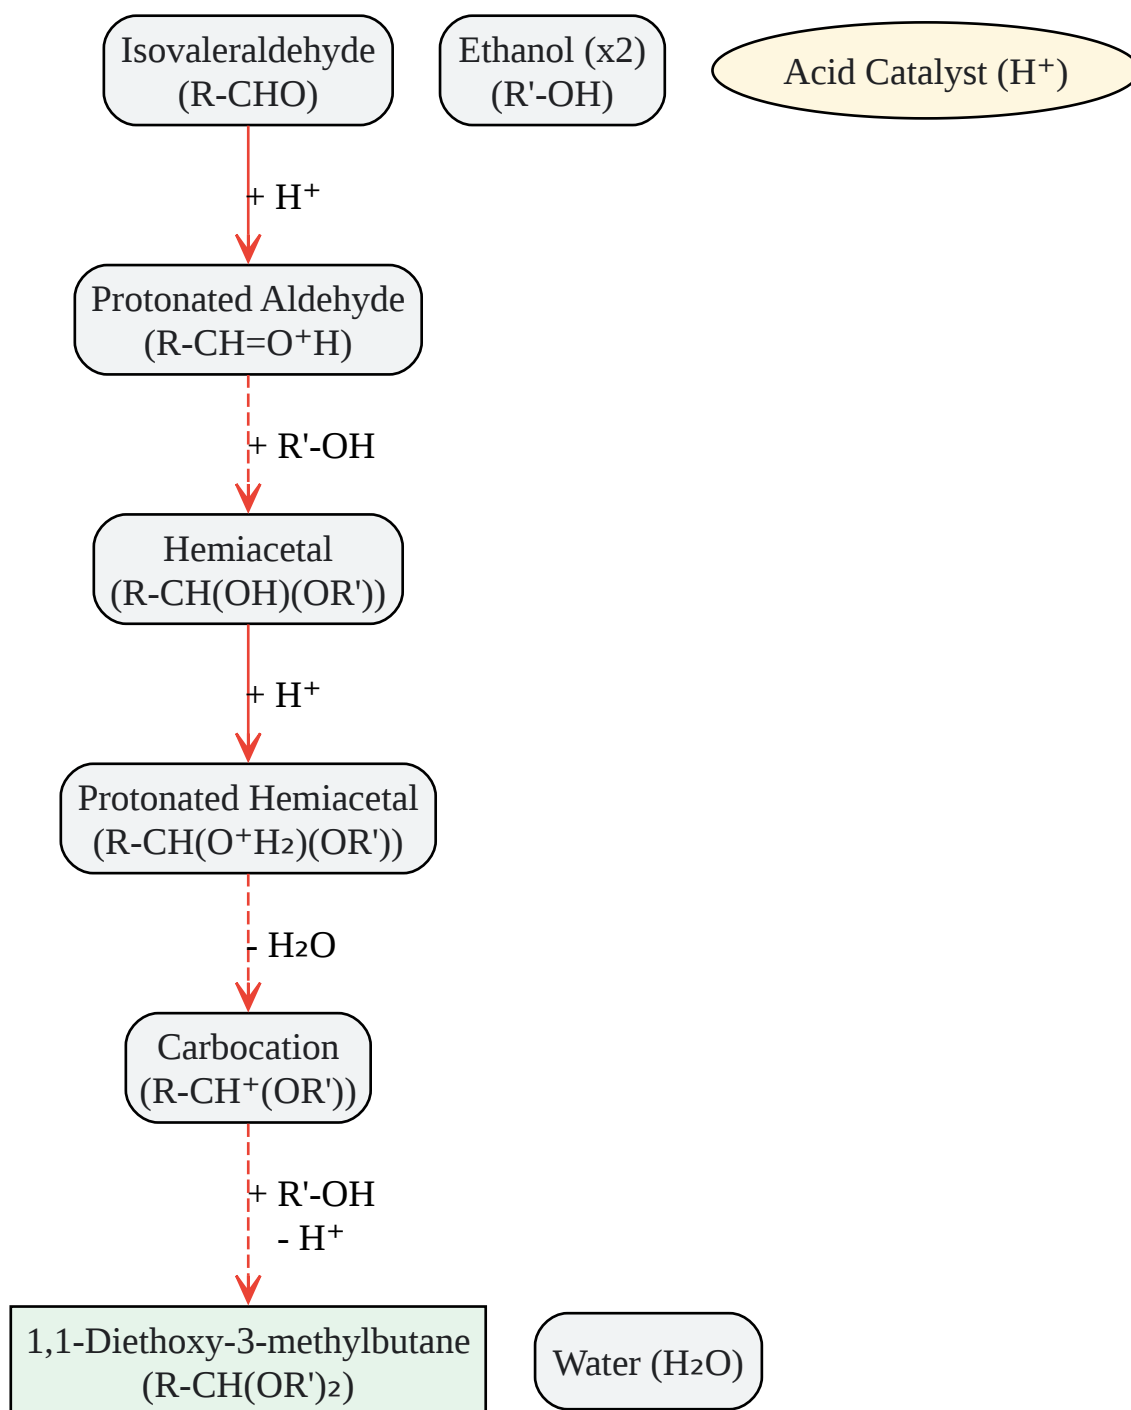 Isovaleraldehyde
(R-CHO)
Ethanol (x2)
(R'-OH)
Acid Catalyst (H⁺)
+ H⁺
Protonated Aldehyde
(R-CH=O⁺H)
+ R'-OH
Hemiacetal
(R-CH(OH)(OR'))
+ H⁺
Protonated Hemiacetal
(R-CH(O⁺H₂)(OR'))
- H₂O
Carbocation
(R-CH⁺(OR'))
+ R'-OH
- H⁺
1,1-Diethoxy-3-methylbutane
(R-CH(OR')₂)
Water (H₂O)